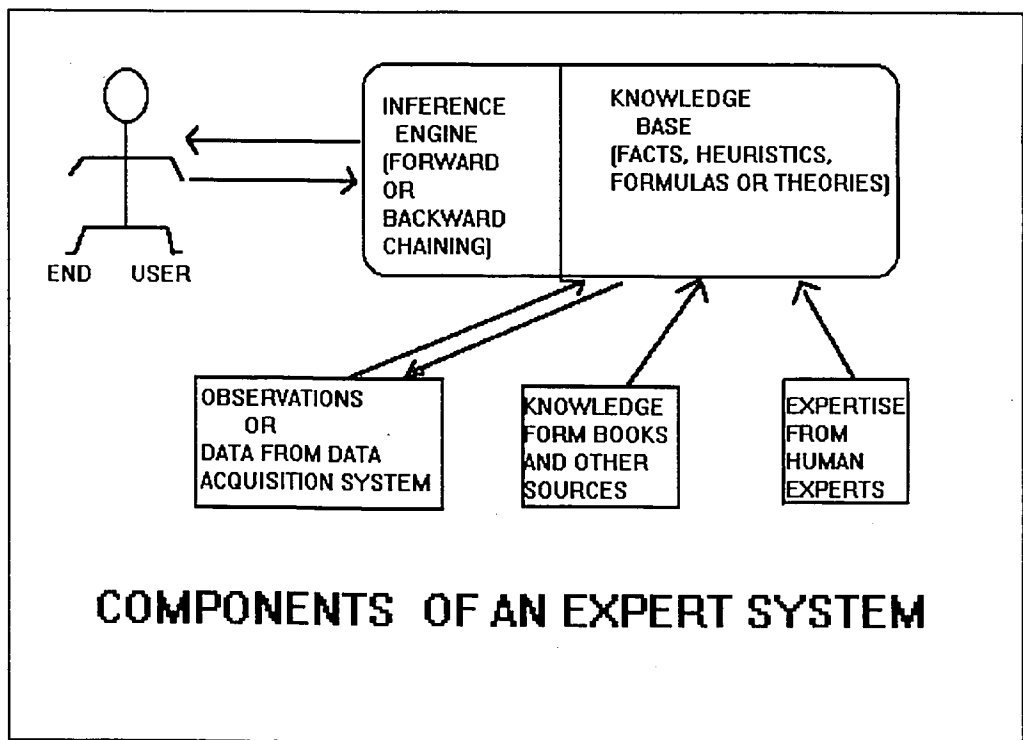 INFERENCE
ENGINE
(FORWARD
OR
BACKWARD
CHAINING)
KNOWLEDGE
BASE
(FACTS, HEURISTICS,
FORMULAS OR THEORIES)
END USER
OBSERVATIONS
OR
DATA FROM DATA
ACQUISITION SYSTEM
KNOWLEDGE
FORM BOOKS
AND OTHER
SOURCES
EXPERTISE
FROM
HUMAN
EXPERTS
COMPONENTS OF AN EXPERT SYSTEM